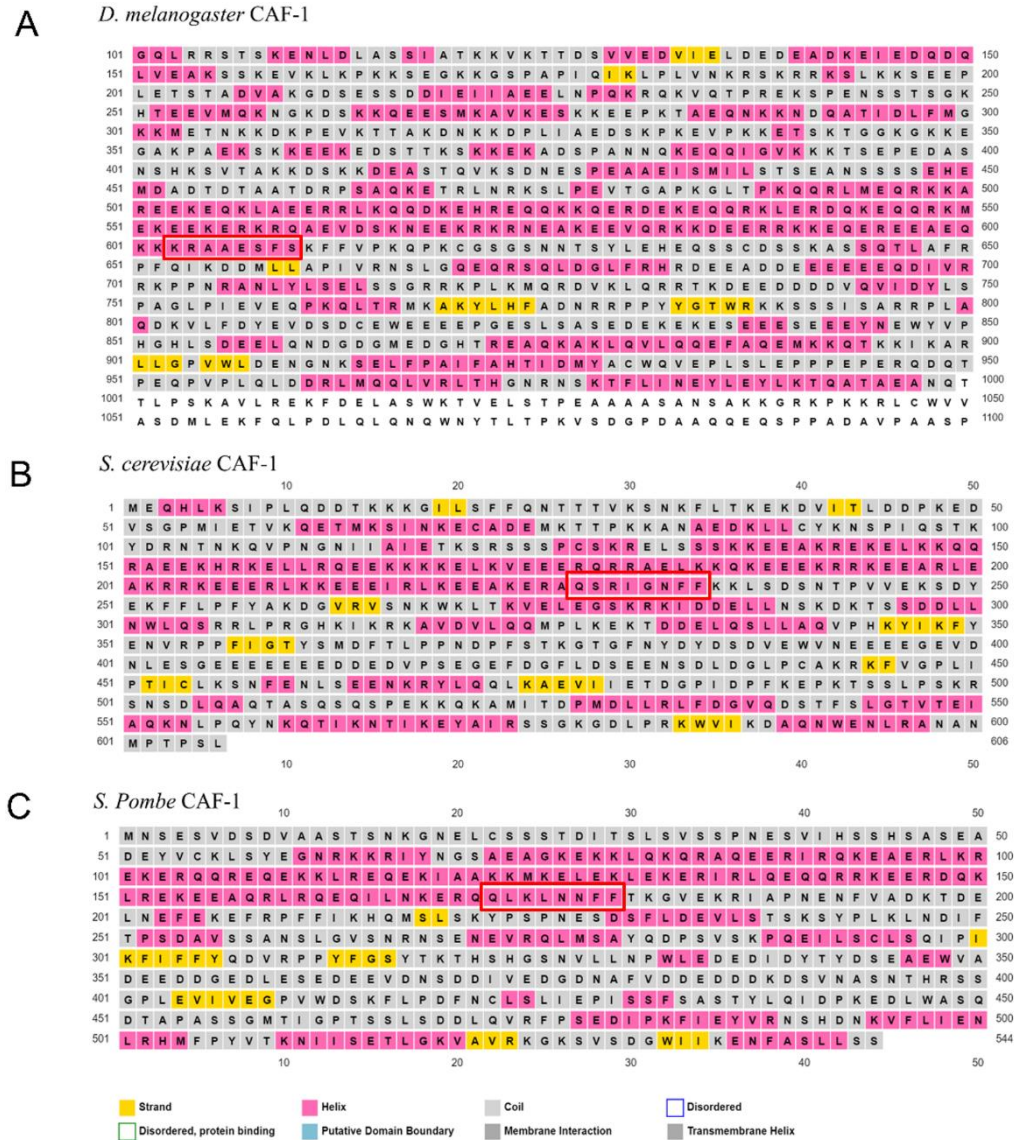 A
D. melanogaster CAF-1
101 GQLRRSTSKENLDLASSIATKKVKTTDSVVEDVIELDEDEADKEIEDQDQ 150
151 LVEAKSSKEVKLKPKKSEGKKGSPAPIQIKLPLVNKRSKRRKSLKKSEEP 200
201 LETSTADVAKGDSESSDDIEIIAEELNPQKRQKVQTPREKSPENSSTSGK 250
251 HTEEVMQKNGKDSKKQEESMKAVKESKKEEPKTAEQNKKNDQATIDLFMG 300
301 KKMETNKKDKPEVKTTAKDNKKDPLIAEDSKPKEVPKKETSKTGGKGKKE 350
351 GAKPAEKSKKEEKEDSTTKSKKEKADSPANNQKEQQIGVKKKTSEPEDAS 400
401 NSHKSVTAKKDSKKDEASTQVKSDNESPEAAEISMILSTSEANSSSSEHE 450
451 MDADTDTAATDRPSAQKETRLNRKSLPEVTGAPKGLTPKQQRLMEQRKKA 500
501 REEKEQKLAEERRLKQQDKEHREQQKKQERDEKEQQRKLERDQKEQQRKM 550
551 EKEEKERKRQAEVDSKNEEKRKRNEAKEEVQRKKDEERRKKEQEREEAEQ 600
601 KKKRAAESFSKFFVPKQPKCGSGSNNTSYLEHEQSSCDSSKASSQTLAFR 650
651 PFQIKDDMLLAPIVRNSLGQEQRSQLDGLFRHRDEEADDEEEEEEQDIVR 700
701 RKPPNRANLYLSELSSGDRRKPLKMQRDVKLQRRTKDEEDDDDVQVIDYLS 750
751 PAGLPIEVEQPKQLTRMKAKYLHFADNRRPPYYGTWRKKSSSISARRPLA 800
801 QDKVLFDYEVDSDCEWEEEEPGESLSASEDEKEKESEEESEEEYNEWYVP 850
851 HGHLSDEELQNDGDGMEDGHTREAQKAKLQVLQQEFAQEMKKQTKKIKAR 900
901 LLGPVWLDENGNKSELFPAIFAHTIDMYACWQVEPLSLEPPPEPERQDQT 950
951 PEQPVPLQLDDRLMQQLVRLTHGNRNSKTFLINEYLEYLKTQATAEANQT 1000
1001 TLPSKAVLREKFDELASWKTVELSTPEAAAASANSAKKGRKPKKRLCWVV 1050
1051 ASDMLEKFQLPDLQLQNQWNYTLTPKVSDGPDAAQQEQSPPADAVPAASP 1100
B
S. cerevisiae CAF-1
10 20 30 40 50
1 MEQHLKSIPLQDDTKKKGILSFFQNTTTVKSNKFLTKEKDVITLDDPKED 50
51 VSGPMIETVKQETMKSINKECADEMKTTPKKANAEDKLLCYKNSPIQSTK 100
101 YDRNTNKQVPNGNIIAIETKSRSSSPCSKRELSSSKKEEAKREKELKKQQ 150
151 RAEEKHRKELLRQEEKKKKELKVEEERQRRAELKKQKEEEKRRKEEARLE 200
201 AKRRKEEERLKKEEEIRLKEEAKERAQSRIGNFFKKLSDSNTPVVEKSDY 250
251 EKFFLPFYAKDGVRVSNKWKLTKVELEGSKRKIDDELLNSKDKTSSDDLL 300
301 NWLQSRRLPRGHKIKRKAVDVLQQMPLKEKTDDELQSLLAQVPHKYIKFY 350
351 ENVRPPFIGTYSMDFTLPPNDPFSTKGTGFNYDYDSDVEWVNEEEEGEVD 400
401 NLESGEEEEEEEDDEDVPSEGEFDGFLDSEENSDLDGLPCAKRKFVGPLI 450
451 PTICLKSNFENLSEENKRYLQQLKAEVIIETDGPIDPFKEPKTSSLPSKR 500
501 SNSDLQAQTASQSQSPEKKQKAMITDPMDLLRLFDGVQDSTFSLGTVTEI 550
551 AQKNLPQYNKQTIKNTIKEYAIRSSGKGDLPRKWVIKDAQNWENLRANAN 600
601 MPTPSL 606
10 20 30 40 50
C
S. Pombe CAF-1
10 20 30 40 50
1 MNSESVDSDVAASTSNKGNELCSSSTDITSLSVSSPNESVIHSSHSASEA 50
51 DEYVCKLSYEGNRKKRIYNGSAEAGKEKKLQKQRAQEERIRQKEAERLKR 100
101 EKERQQREQEKKLREQEKIAAKKMELEKLEKERIRLQEQQRRKEERDQK 150
151 LREKEEAQRLRQEQILNKERQQLKLNNFFTKGVEKRIAPNENFVADKTDE 200
201 LNEFEKEFRPFFIKHQMSLSKYPSPNESDSFLDEVLSTSKSYPLKLNDIF 250
251 TPSDAVSSANSLGVSNRNSENEVRQLMSAYQDPSVSKPQEILSCLSQIPI 300
301 KFIFFYQDVRPPYFGSYTKTHSHGSNVLLNPWLEDEDIDYTYDSEAEWVA 350
351 DEEDGEDLESEDEEVDNSDDIVEDGDNAFVDDEDDDKDSVNASNTHRSS 400
401 GPLEVIVEGPVWDSKFLPDFNCLSLIEPISSFSASTYLQIDPKEDLWASQ 450
451 DTAPASSGMTIGPTSSLSDDLQVRFPSEDIPKFIEYVRNSHDNKVFLIEN 500
501 LRHMFPYVTKNIISETLGKVAVRKGKSVSDGWIIKENFASLLSS 544
10 20 30 40 50
Strand Helix Coil Disordered
Disordered, protein binding Putative Domain Boundary Membrane Interaction Transmembrane Helix